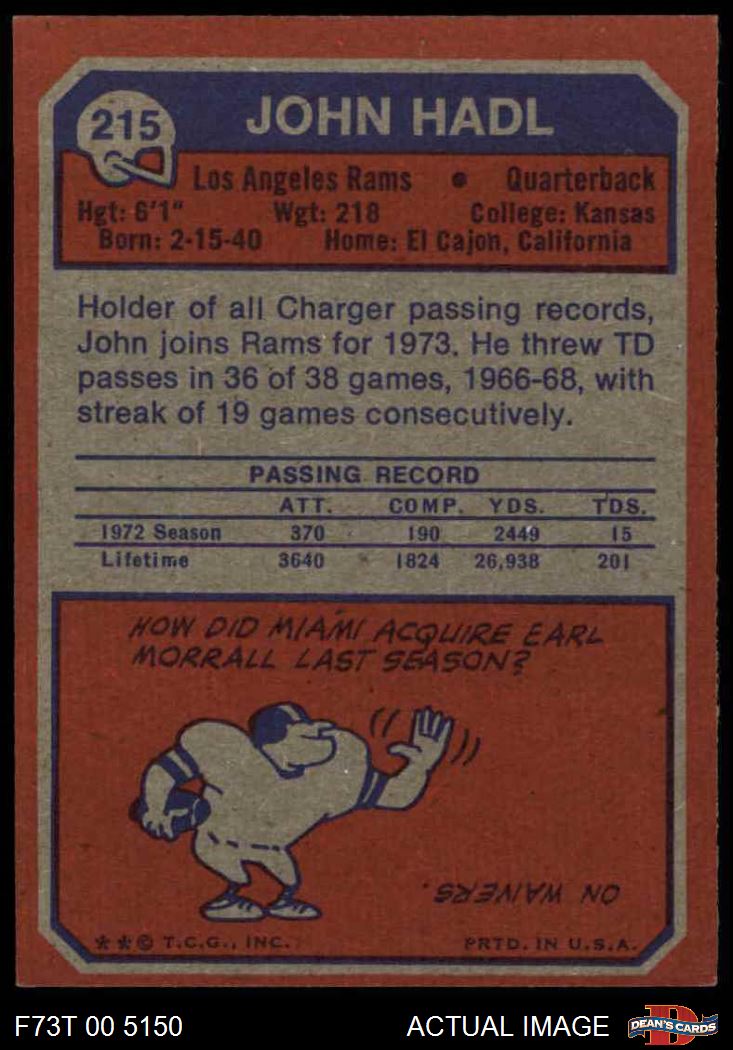 215
JOHN HADL
Los Angeles Rams • Quarterback
Hgt: 6'1" Wgt: 218 College: Kansas
Born: 2-15-40 Home: El Cajon, California
Holder of all Charger passing records,
John joins Rams for 1973. He threw TD
passes in 36 of 38 games, 1966-68, with
streak of 19 games consecutively.
PASSING RECORD
ATT. COMP. YDS. TDS.
1972 Season 370 190 2449 15
Lifetime 3640 1824 26,938 201
HOW DID MIAMI ACQUIRE EARL
MORRALL LAST SEASON?
ON WAIVERS.
**© T.C.G., INC. PRTD. IN U.S.A.
F73T 00 5150 ACTUAL IMAGE D DEAN'S CARDS